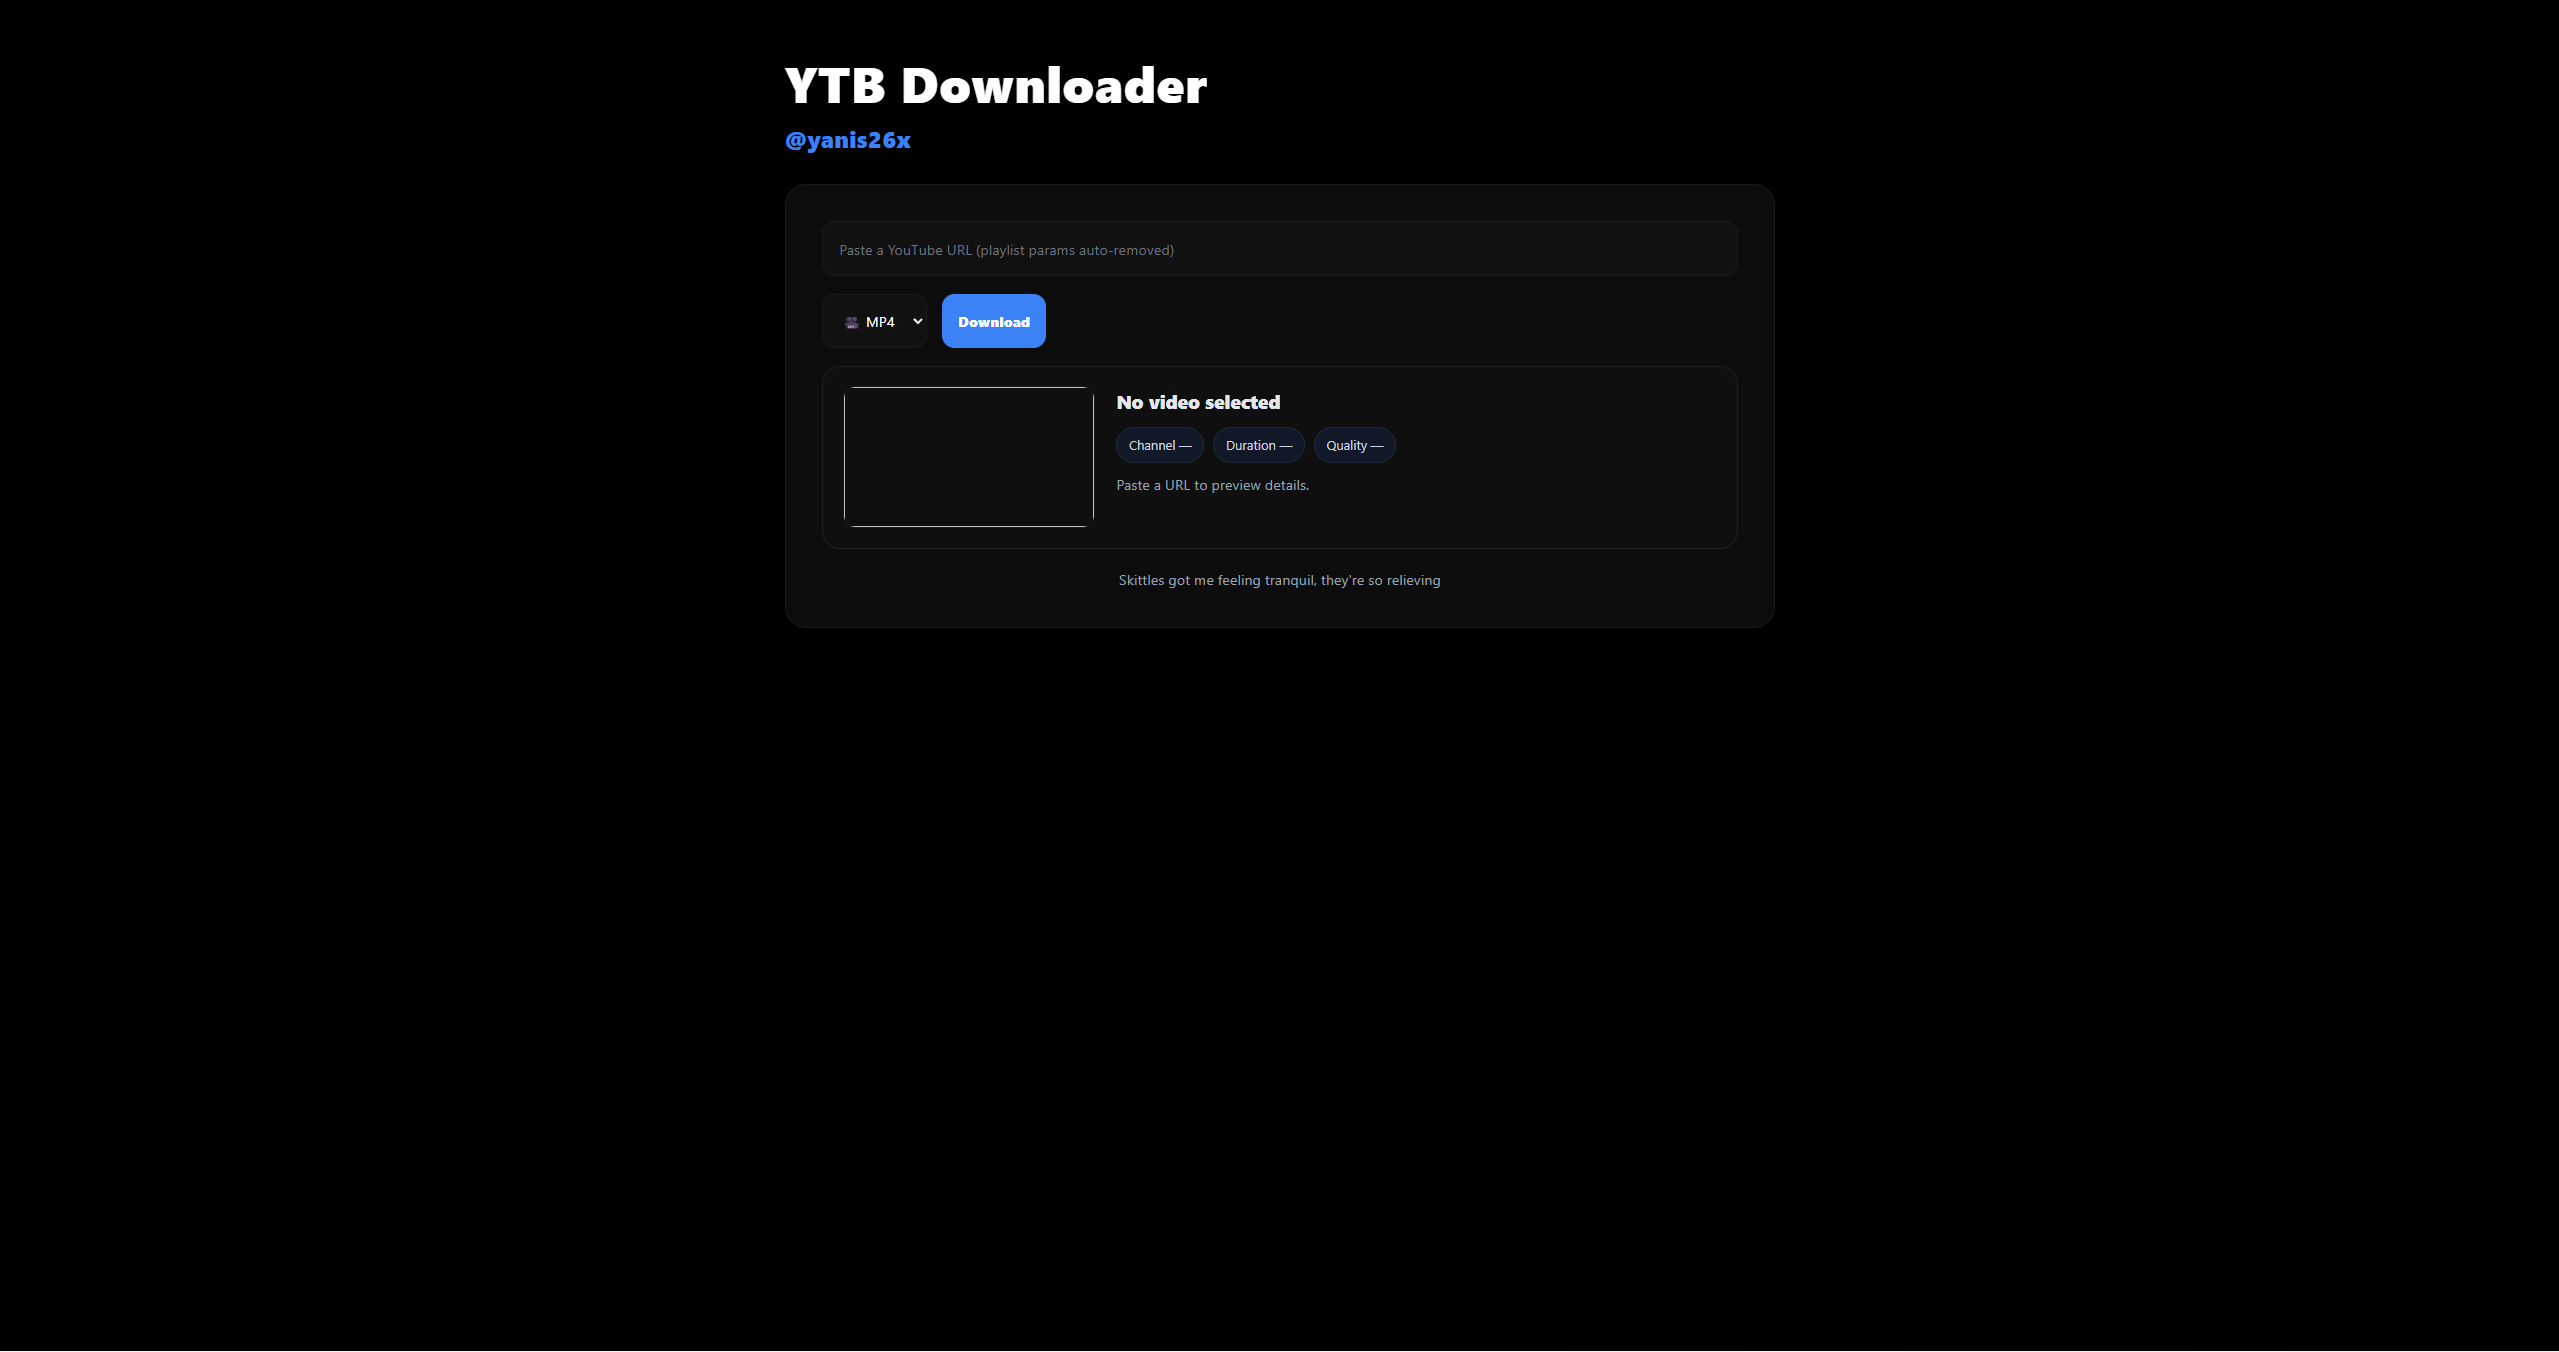 YTB Downloader
@yanis26x
Paste a YouTube URL (playlist params auto-removed)
MP4
Download
No video selected
Channel —
Duration —
Quality —
Paste a URL to preview details.
Skittles got me feeling tranquil, they're so relieving